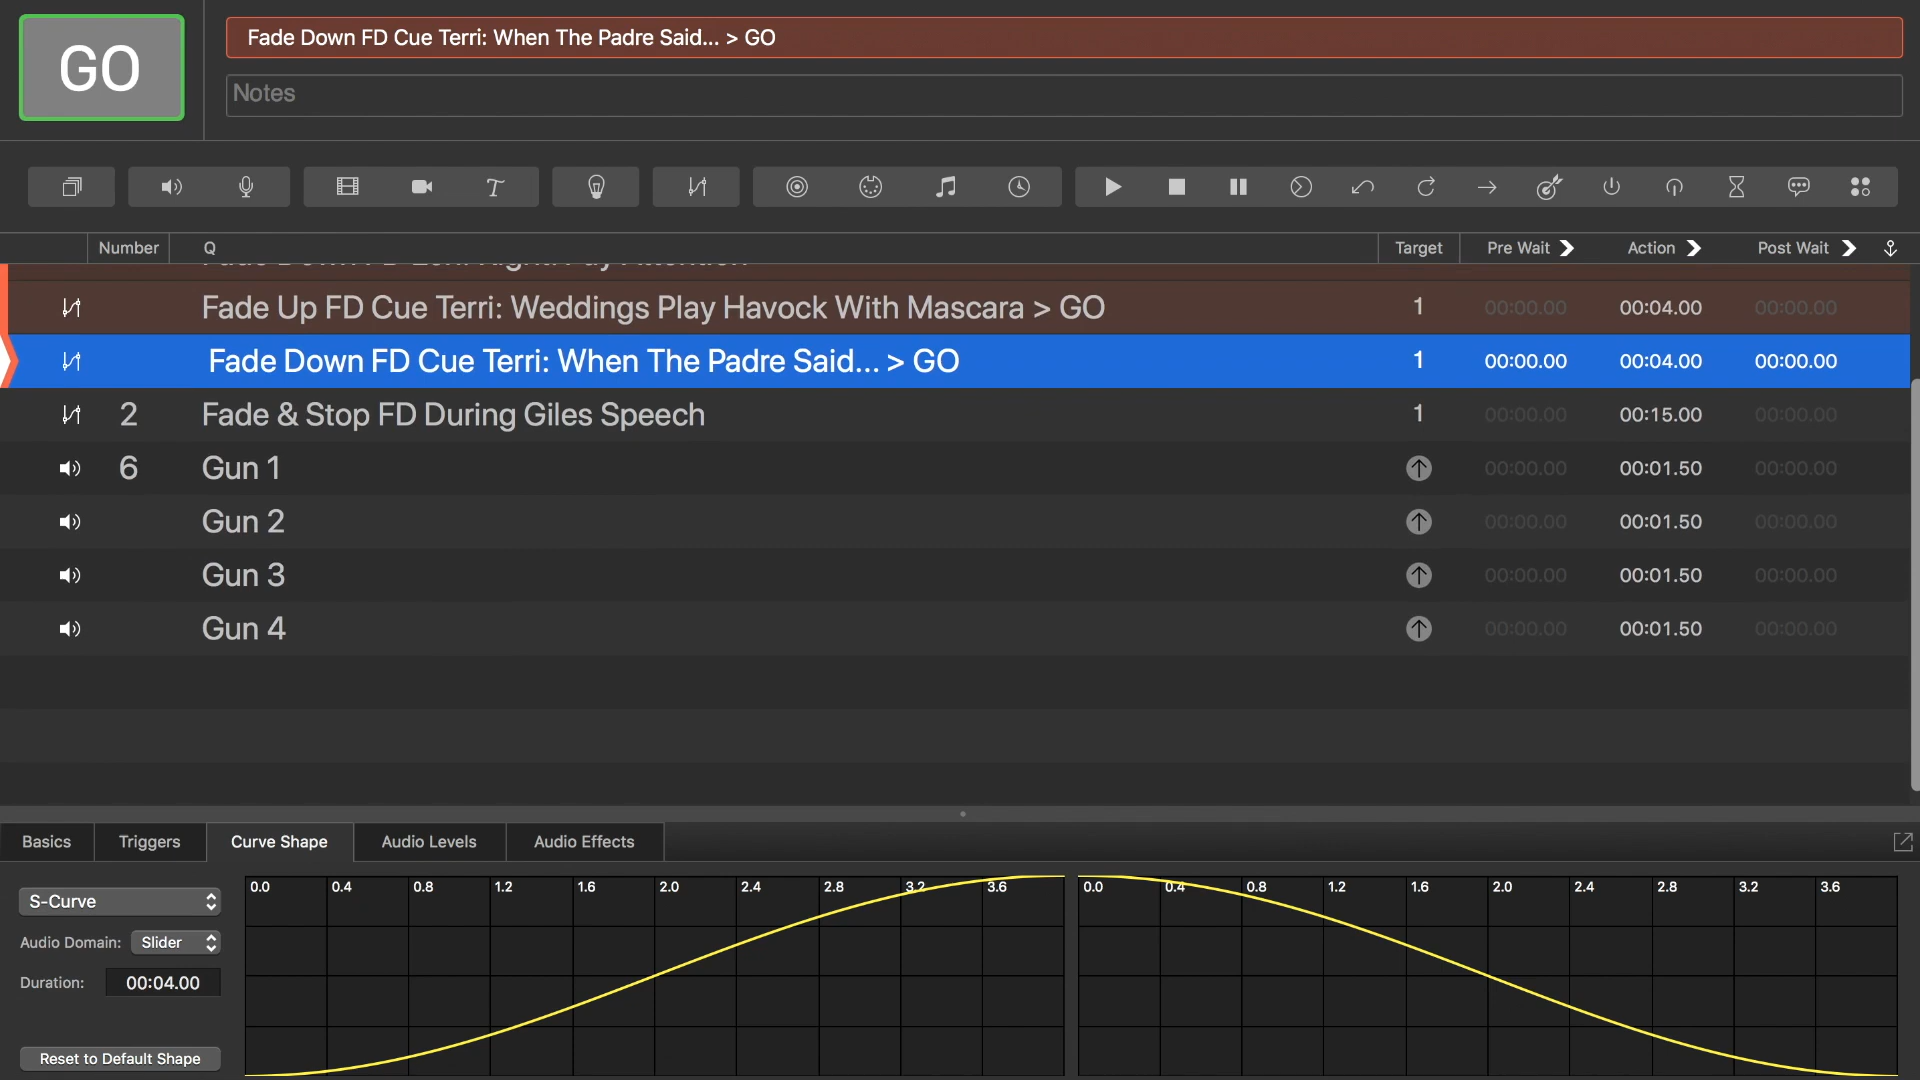 GO
Fade Down FD Cue Terri: When The Padre Said... > GO
Notes
Number Q Target Pre Wait Action Post Wait
Fade Up FD Cue Terri: Weddings Play Havock With Mascara > GO 1 00:00.00 00:04.00 00:00.00
Fade Down FD Cue Terri: When The Padre Said... > GO 1 00:00.00 00:04.00 00:00.00
2 Fade & Stop FD During Giles Speech 1 00:00.00 00:15.00 00:00.00
6 Gun 1 00:00.00 00:01.50 00:00.00
Gun 2 00:00.00 00:01.50 00:00.00
Gun 3 00:00.00 00:01.50 00:00.00
Gun 4 00:00.00 00:01.50 00:00.00
Basics Triggers Curve Shape Audio Levels Audio Effects
S-Curve 0.0 0.4 0.8 1.2 1.6 2.0 2.4 2.8 3.2 3.6 0.0 0.4 0.8 1.2 1.6 2.0 2.4 2.8 3.2 3.6
Audio Domain: Slider
Duration: 00:04.00
Reset to Default Shape